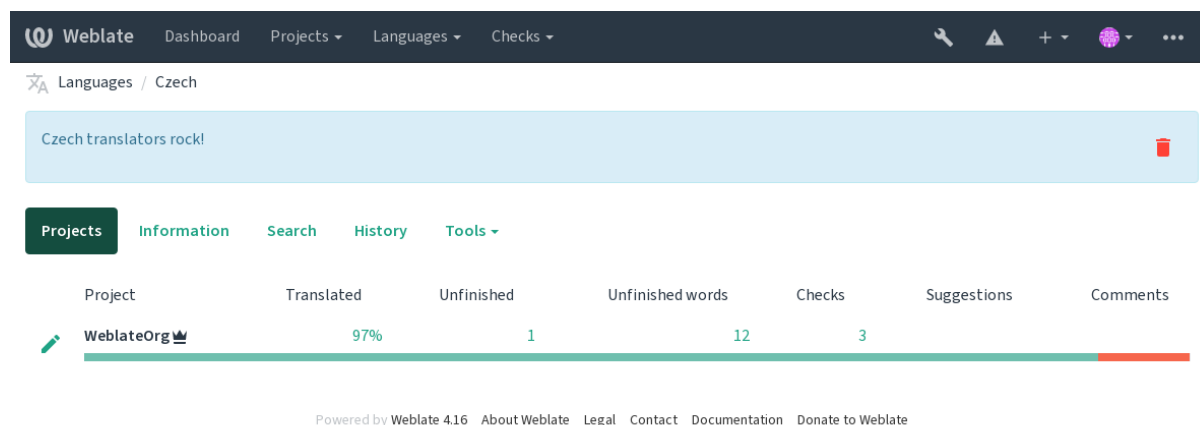 Weblate Dashboard Projects Languages Checks
Languages / Czech
Czech translators rock!
Projects Information Search History Tools
Project Translated Unfinished Unfinished words Checks Suggestions Comments
WeblateOrg 97% 1 12 3
Powered by Weblate 4.16 About Weblate Legal Contact Documentation Donate to Weblate